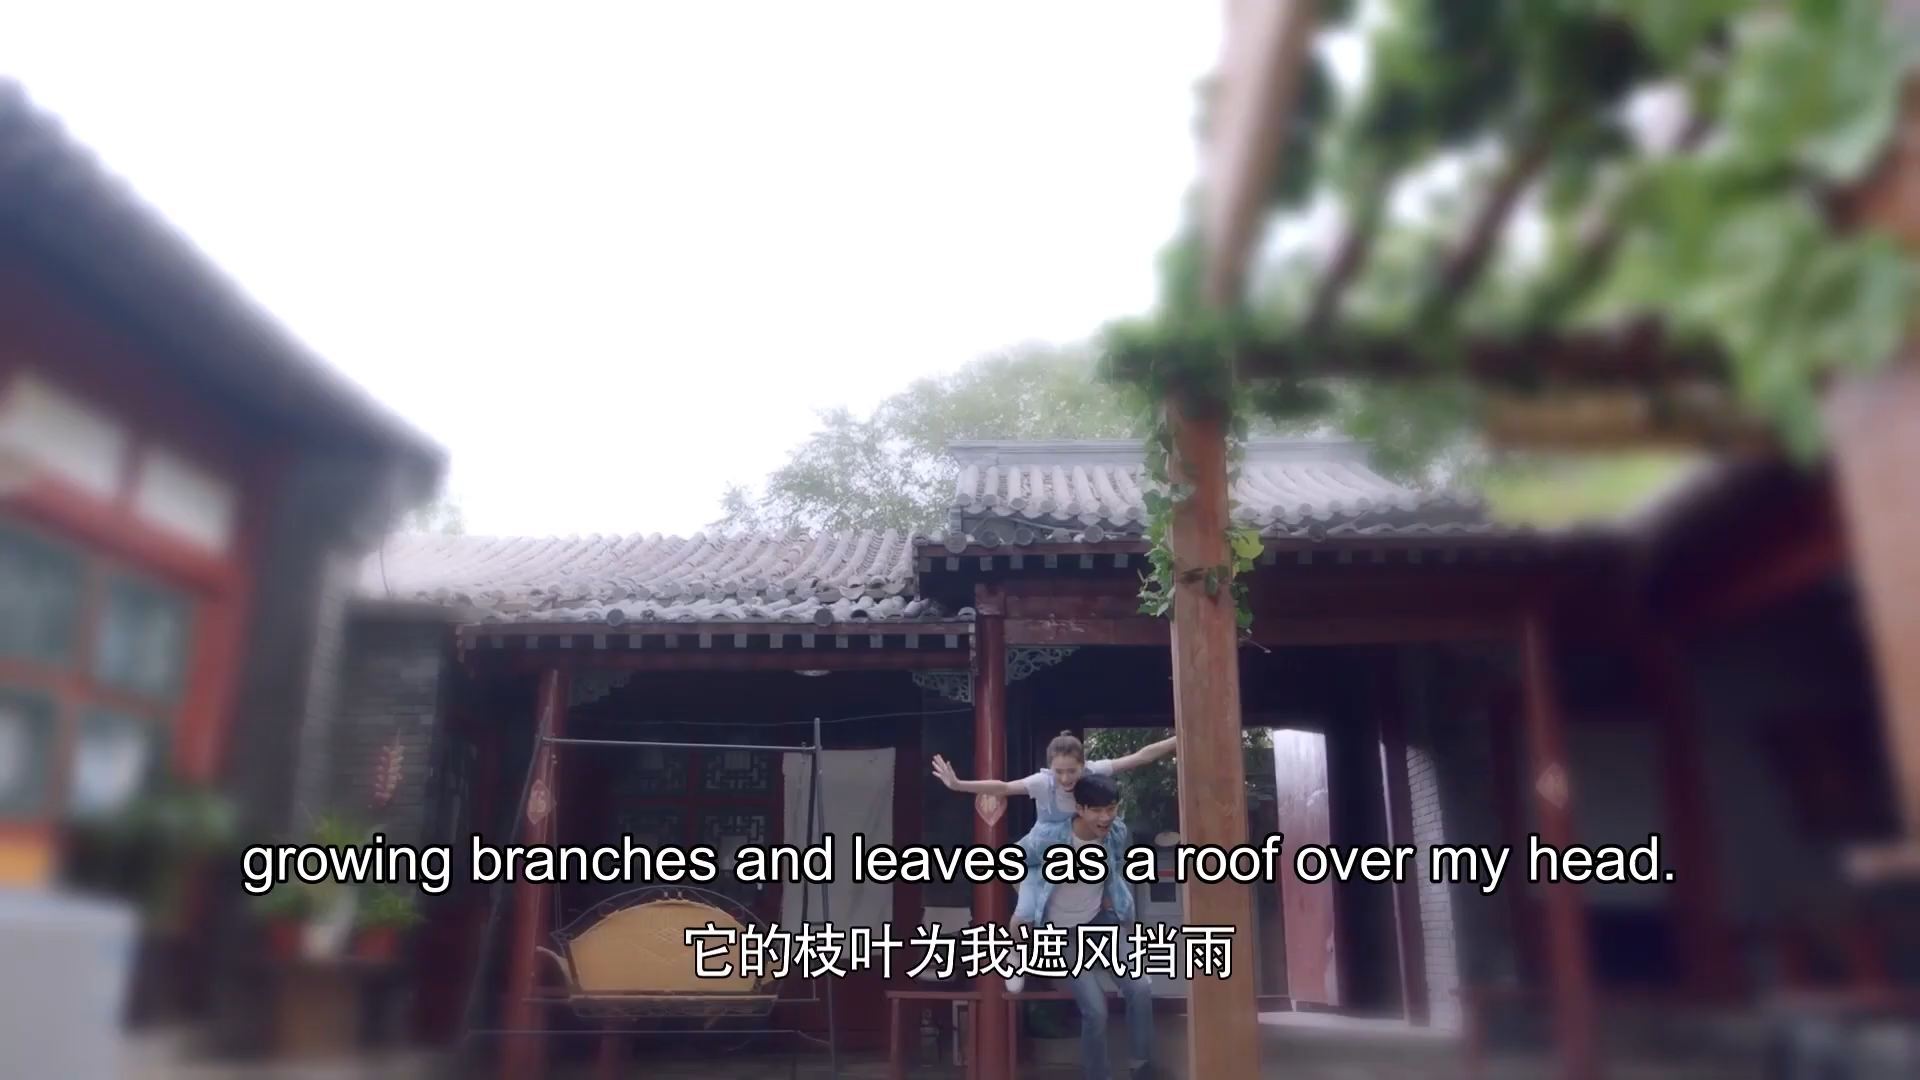 growing branches and leaves as a roof over my head.
它的枝叶为我遮风挡雨